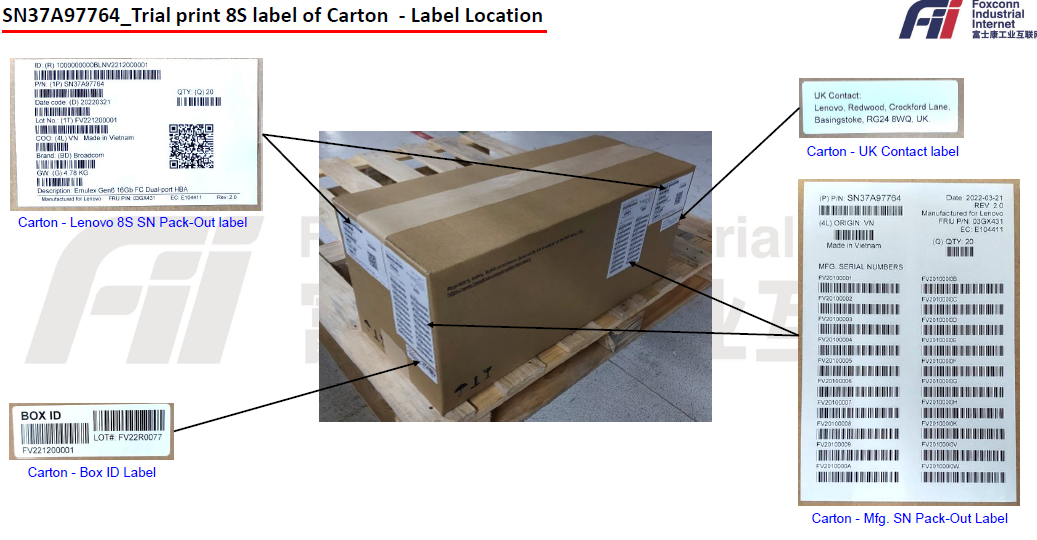 SN37A97764_Trial print 8S label of Carton - Label Location
Foxconn
Industrial
Internet
富士康工业互联网
ID: (R) 1000000000BLNV2212000001
P/N: (1P) SN37A97764
QTY: (Q) 20
Date code: (D) 20220321
Lot No.: (1T) FV221200001
COO: (4L) VN Made in Vietnam
Brand: (BD) Broadcom
GW: (G) 4.78 KG
Description: Emulex Gen6 16Gb FC Dual-port HBA
Manufactured for Lenovo FRU P/N: 03GX431 EC: E104411 Rev: 2.0
Carton - Lenovo 8S SN Pack-Out label
UK Contact:
Lenovo, Redwood, Crockford Lane,
Basingstoke, RG24 8WQ, UK.
Carton - UK Contact label
(P) P/N: SN37A97764
Date: 2022-03-21
REV: 2.0
Manufactured for Lenovo
FRU P/N: 03GX431
EC: E104411
(4L) ORIGIN: VN
Made in Vietnam
(Q) QTY: 20
MFG. SERIAL NUMBERS
FV20100001
FV20100002
FV20100003
FV20100004
FV20100005
FV20100006
FV20100007
FV20100008
FV20100009
FV2010000A
Carton - Mfg. SN Pack-Out Label
BOX ID
LOT#: FV22R0077
FV221200001
Carton - Box ID Label